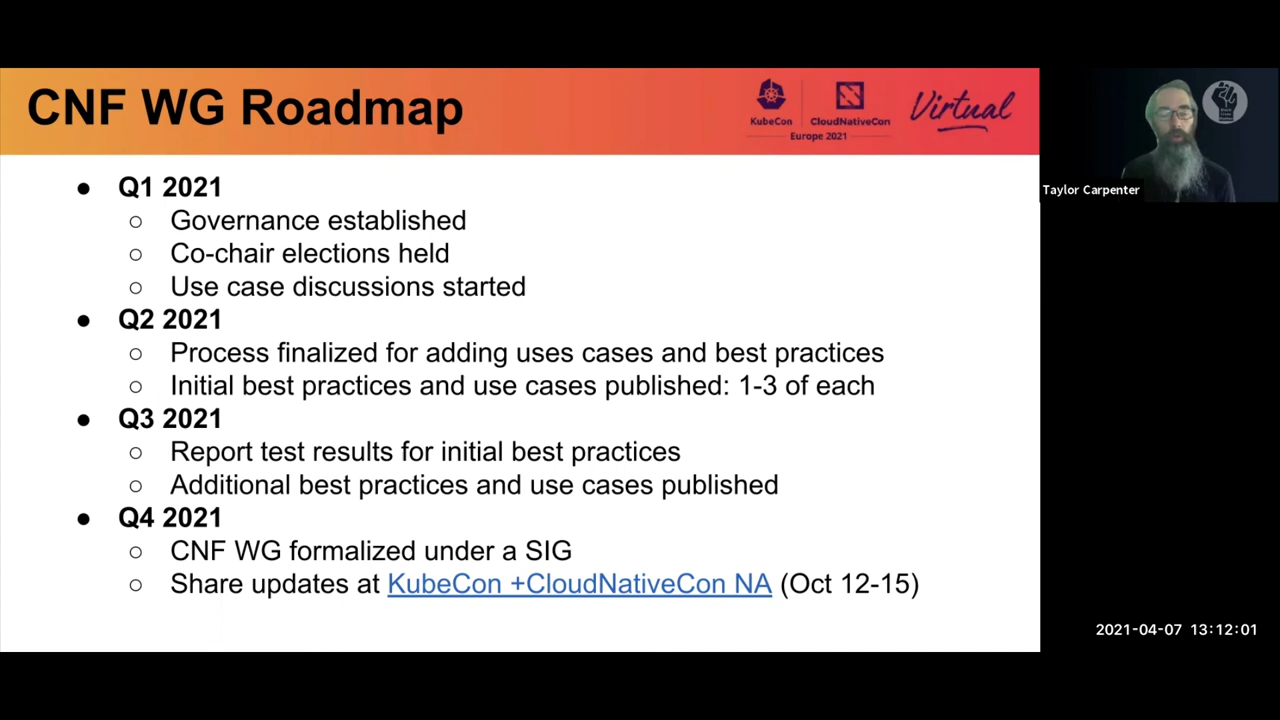 CNF WG Roadmap
KubeCon
CloudNativeCon
Europe 2021
Virtual
● Q1 2021
○ Governance established
○ Co-chair elections held
○ Use case discussions started
● Q2 2021
○ Process finalized for adding uses cases and best practices
○ Initial best practices and use cases published: 1-3 of each
● Q3 2021
○ Report test results for initial best practices
○ Additional best practices and use cases published
● Q4 2021
○ CNF WG formalized under a SIG
○ Share updates at KubeCon +CloudNativeCon NA (Oct 12-15)
Taylor Carpenter
2021-04-07 13:12:01